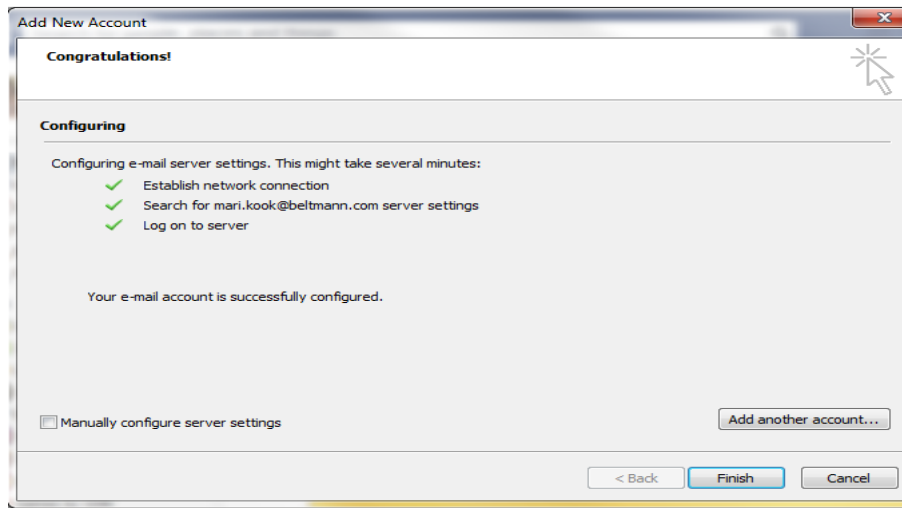 Add New Account
Congratulations!
Configuring
Configuring e-mail server settings. This might take several minutes:
Establish network connection
Search for mari.kook@beltmann.com server settings
Log on to server
Your e-mail account is successfully configured.
Manually configure server settings
Add another account...
< Back
Finish
Cancel